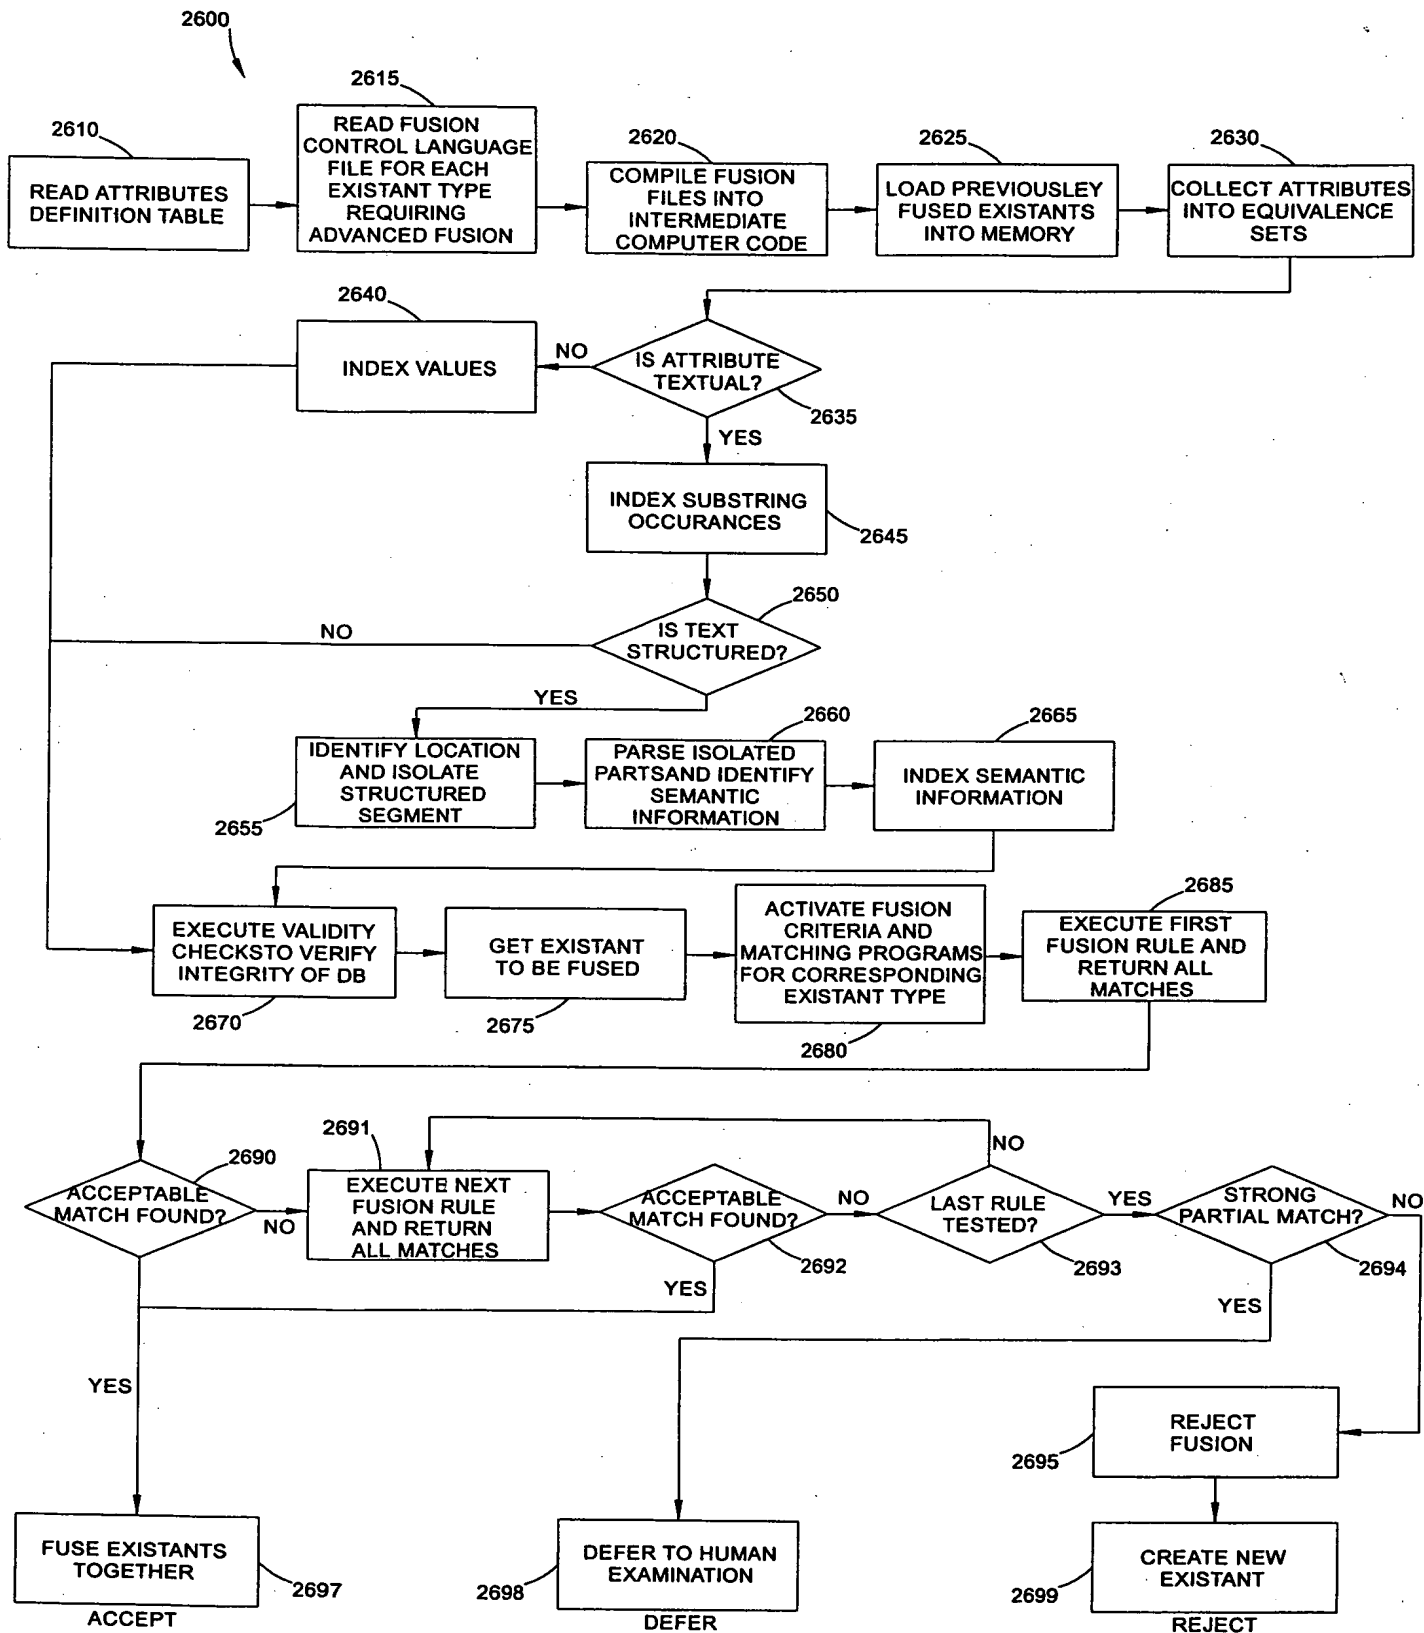 2600
2610
READ ATTRIBUTES
DEFINITION TABLE
2615
READ FUSION
CONTROL LANGUAGE
FILE FOR EACH
EXISTANT TYPE
REQUIRING
ADVANCED FUSION
2620
COMPILE FUSION
FILES INTO
INTERMEDIATE
COMPUTER CODE
2625
LOAD PREVIOUSLEY
FUSED EXISTANTS
INTO MEMORY
2630
COLLECT ATTRIBUTES
INTO EQUIVALENCE
SETS
2640
INDEX VALUES
NO
IS ATTRIBUTE
TEXTUAL?
2635
YES
INDEX SUBSTRING
OCCURANCES
2645
2650
IS TEXT
STRUCTURED?
NO
YES
IDENTIFY LOCATION
AND ISOLATE
STRUCTURED
SEGMENT
2655
2660
PARSE ISOLATED
PARTSAND IDENTIFY
SEMANTIC
INFORMATION
2665
INDEX SEMANTIC
INFORMATION
EXECUTE VALIDITY
CHECKSTO VERIFY
INTEGRITY OF DB
2670
GET EXISTANT
TO BE FUSED
2675
ACTIVATE FUSION
CRITERIA AND
MATCHING PROGRAMS
FOR CORRESPONDING
EXISTANT TYPE
2680
2685
EXECUTE FIRST
FUSION RULE AND
RETURN ALL
MATCHES
2690
ACCEPTABLE
MATCH FOUND?
NO
2691
EXECUTE NEXT
FUSION RULE
AND RETURN
ALL MATCHES
ACCEPTABLE
MATCH FOUND?
2692
NO
YES
LAST RULE
TESTED?
2693
NO
YES
STRONG
PARTIAL MATCH?
2694
NO
YES
YES
REJECT
FUSION
2695
FUSE EXISTANTS
TOGETHER
2697
ACCEPT
DEFER TO HUMAN
EXAMINATION
2698
DEFER
CREATE NEW
EXISTANT
2699
REJECT